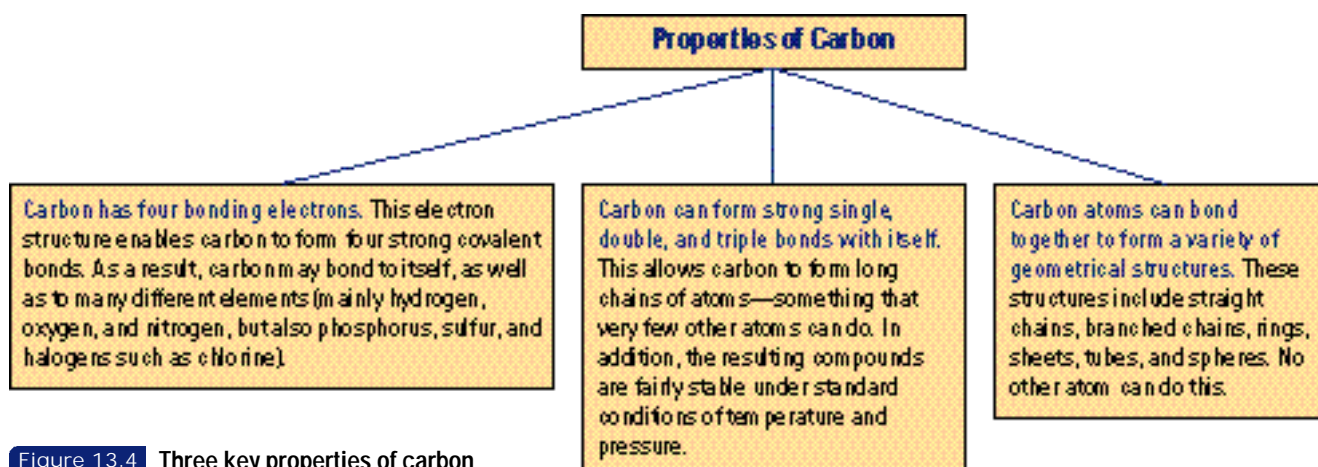 Properties of Carbon
Carbon has four bonding electrons. This electron
structure enables carbon to form four strong covalent
bonds. As a result, carbon may bond to itself, as well
as to many different elements (mainly hydrogen,
oxygen, and nitrogen, but also phosphorus, sulfur, and
halogens such as chlorine).
Carbon can form strong single,
double, and triple bonds with itself.
This allows carbon to form long
chains of atoms—something that
very few other atoms can do. In
addition, the resulting compounds
are fairly stable under standard
conditions of temperature and
pressure.
Carbon atoms can bond
together to form a variety of
geometrical structures. These
structures include straight
chains, branched chains, rings,
sheets, tubes, and spheres. No
other atom can do this.
Figure 13.4 Three key properties of carbon